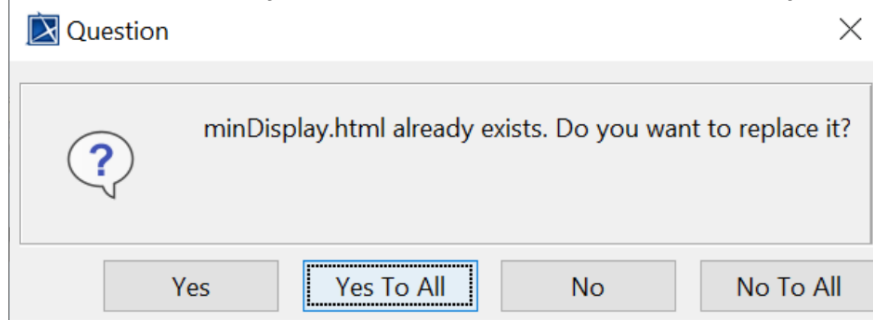 Question
minDisplay.html already exists. Do you want to replace it?
Yes
Yes To All
No
No To All